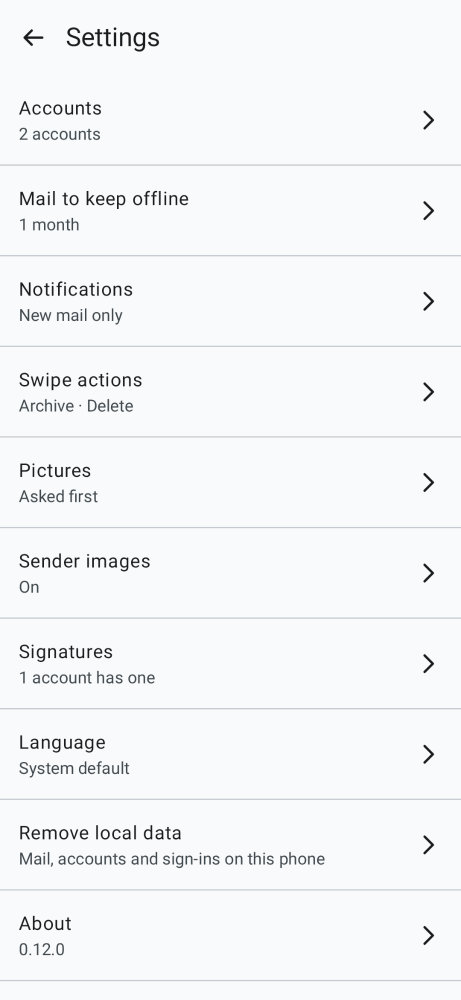 Settings
Accounts
2 accounts
Mail to keep offline
1 month
Notifications
New mail only
Swipe actions
Archive · Delete
Pictures
Asked first
Sender images
On
Signatures
1 account has one
Language
System default
Remove local data
Mail, accounts and sign-ins on this phone
About
0.12.0